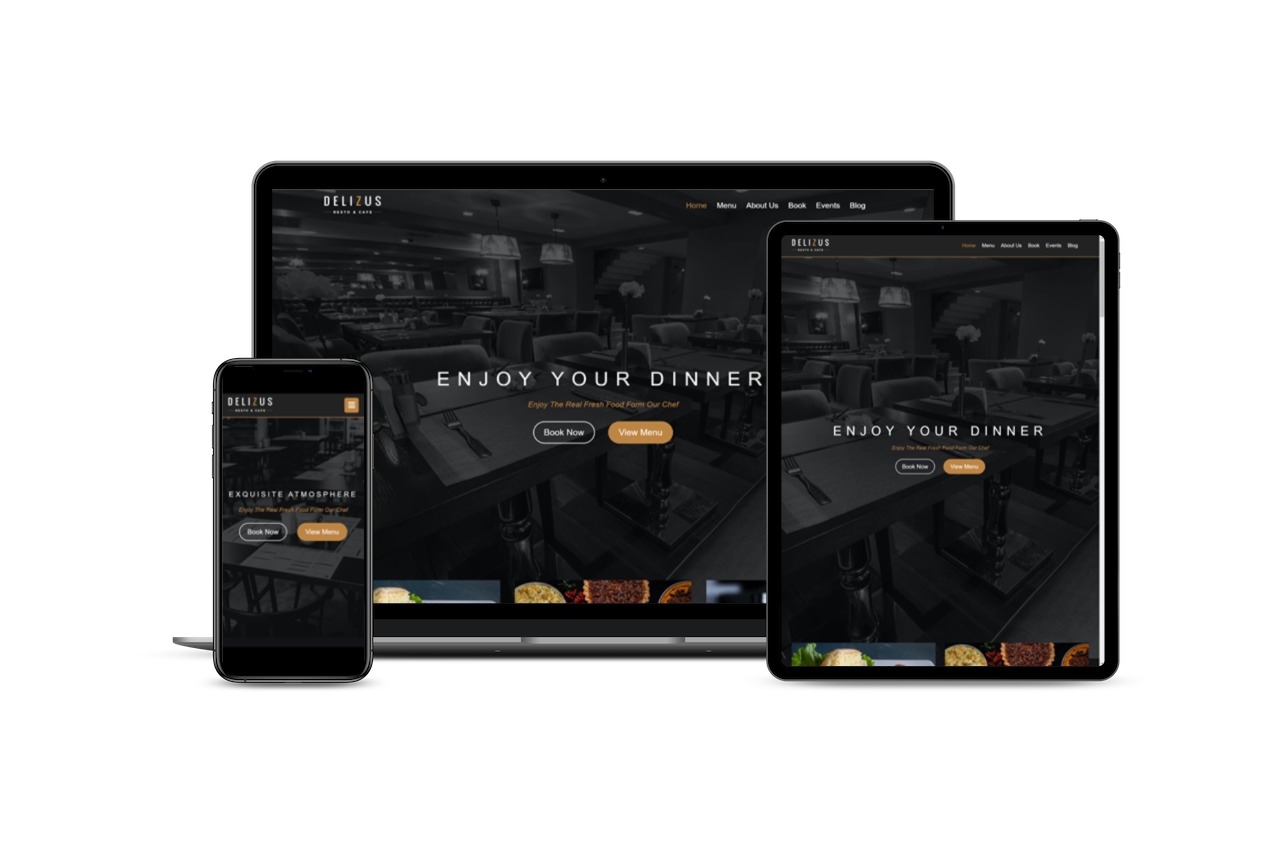 DELIZUS
RESTO & CAFE
Home Menu About Us Book Events Blog
ENJOY YOUR DINNER
Enjoy The Real Fresh Food Form Our Chef
Book Now View Menu
DELIZUS
RESTO & CAFE
Home Menu About Us Book Events Blog
ENJOY YOUR DINNER
Enjoy The Real Fresh Food Form Our Chef
Book Now View Menu
DELIZUS
RESTO & CAFE
EXQUISITE ATMOSPHERE
Enjoy The Real Fresh Food Form Our Chef
Book Now View Menu